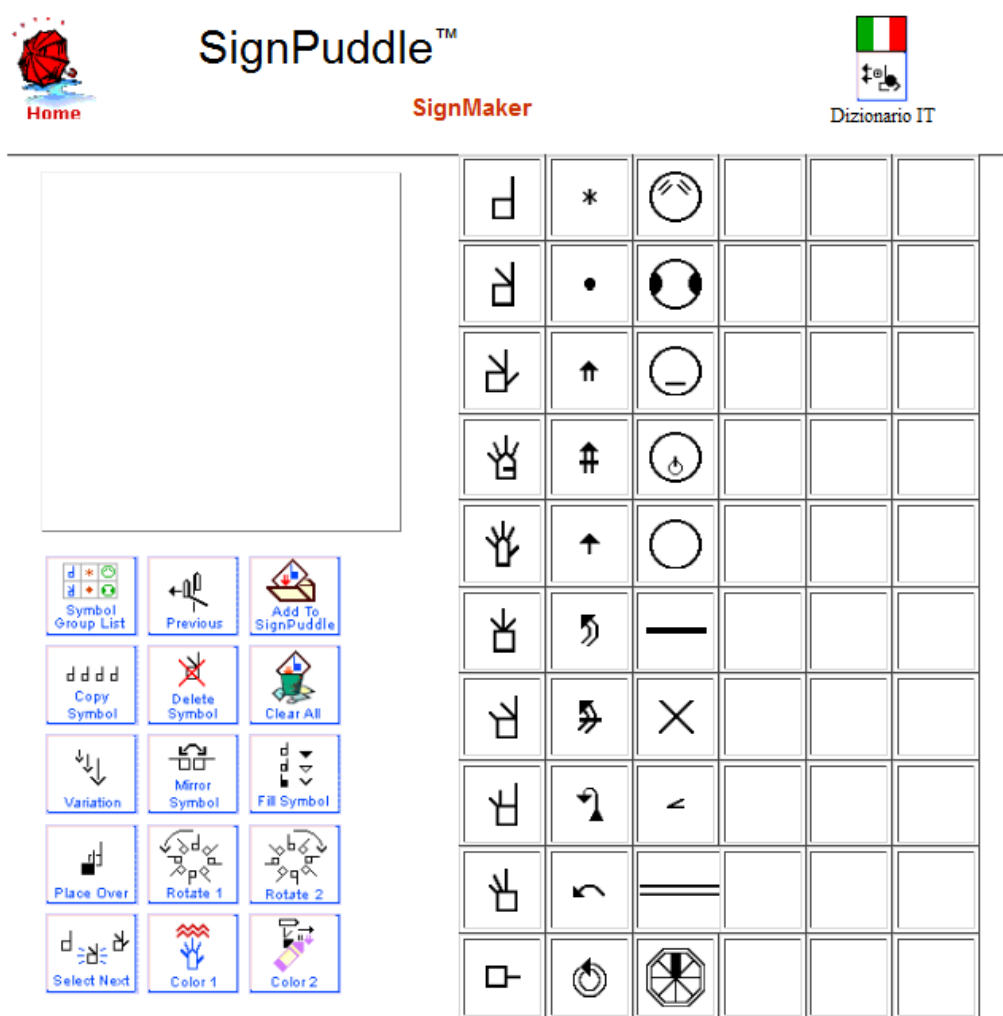 SignPuddle™
SignMaker
Home
Dizionario IT
Symbol
Group List
Previous
Add To
SignPuddle
Copy
Symbol
Delete
Symbol
Clear All
Variation
Mirror
Symbol
Fill Symbol
Place Over
Rotate 1
Rotate 2
Select Next
Color 1
Color 2